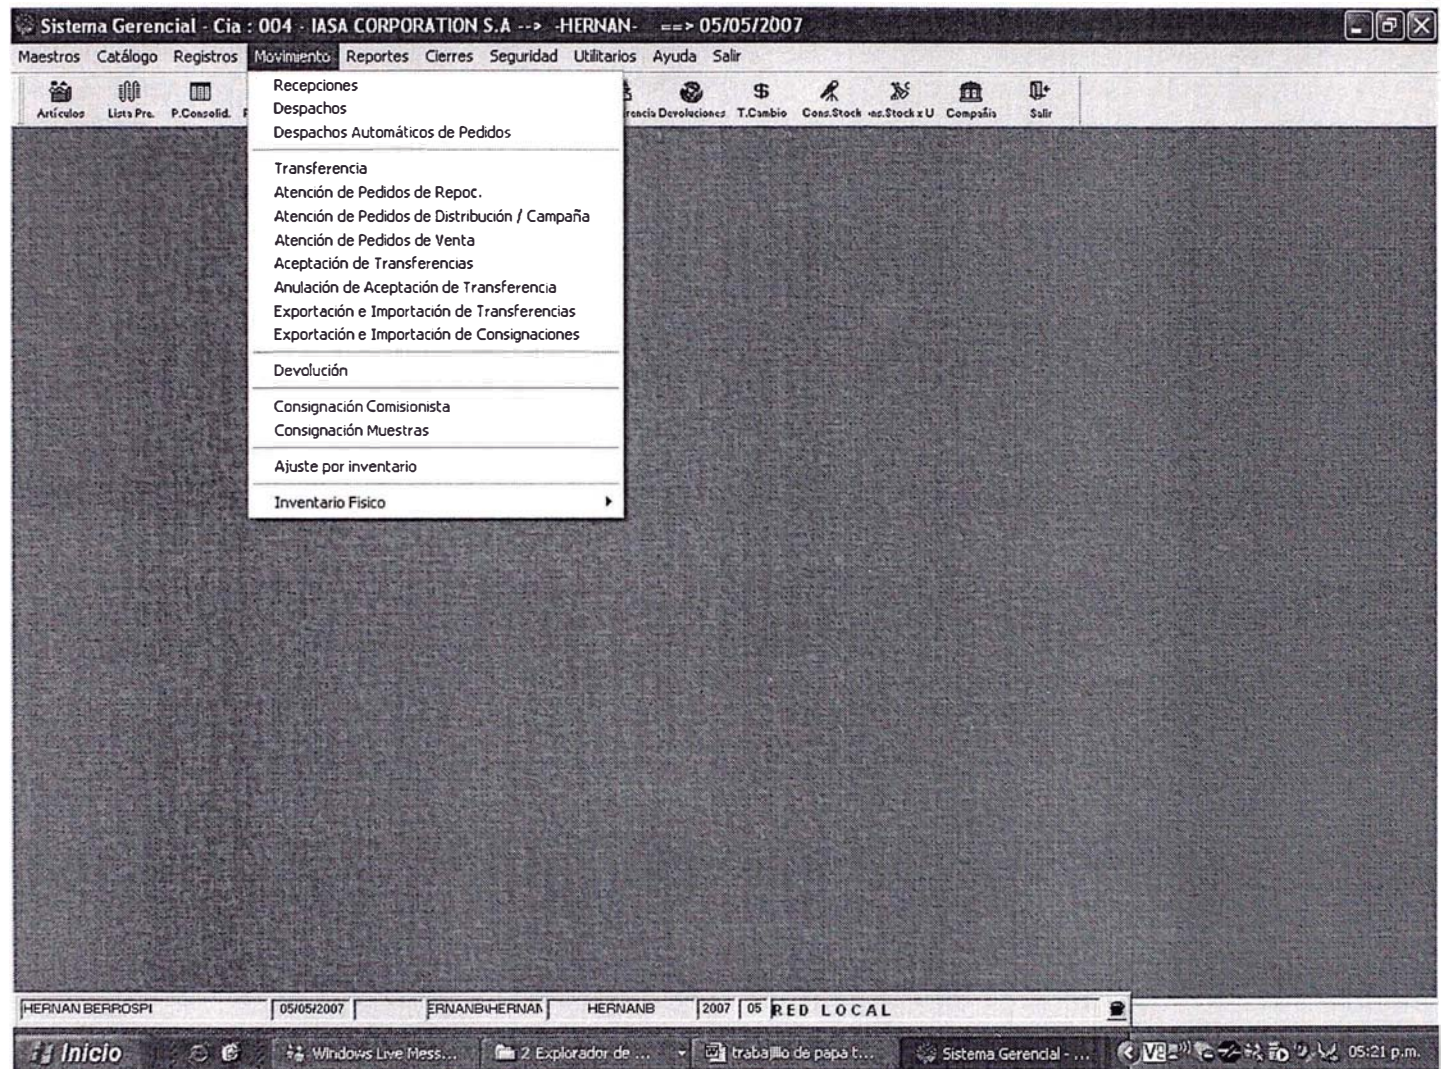 Sistema Gerencial - Cia : 004 - IASA CORPORATION S.A --> -HERNAN- ==> 05/05/2007
Maestros Catálogo Registros Movimiento Reportes Cierres Seguridad Utilitarios Ayuda Salir
Artículos Lista Pre. P.Consolid. Devoluciones T.Cambio Cons.Stock ns.Stock x U Compañia Salir
Recepciones
Despachos
Despachos Automáticos de Pedidos
Transferencia
Atención de Pedidos de Repoc.
Atención de Pedidos de Distribución / Campaña
Atención de Pedidos de Venta
Aceptación de Transferencias
Anulación de Aceptación de Transferencia
Exportación e Importación de Transferencias
Exportación e Importación de Consignaciones
Devolución
Consignación Comisionista
Consignación Muestras
Ajuste por inventario
Inventario Fisico
HERNAN BERROSPI 05/05/2007 HERNANB 2007 05 RED LOCAL
Inicio Windows Live Mess... 2 Explorador de ... trabajillo de papa t... Sistema Gerencial - ... 05:21 p.m.